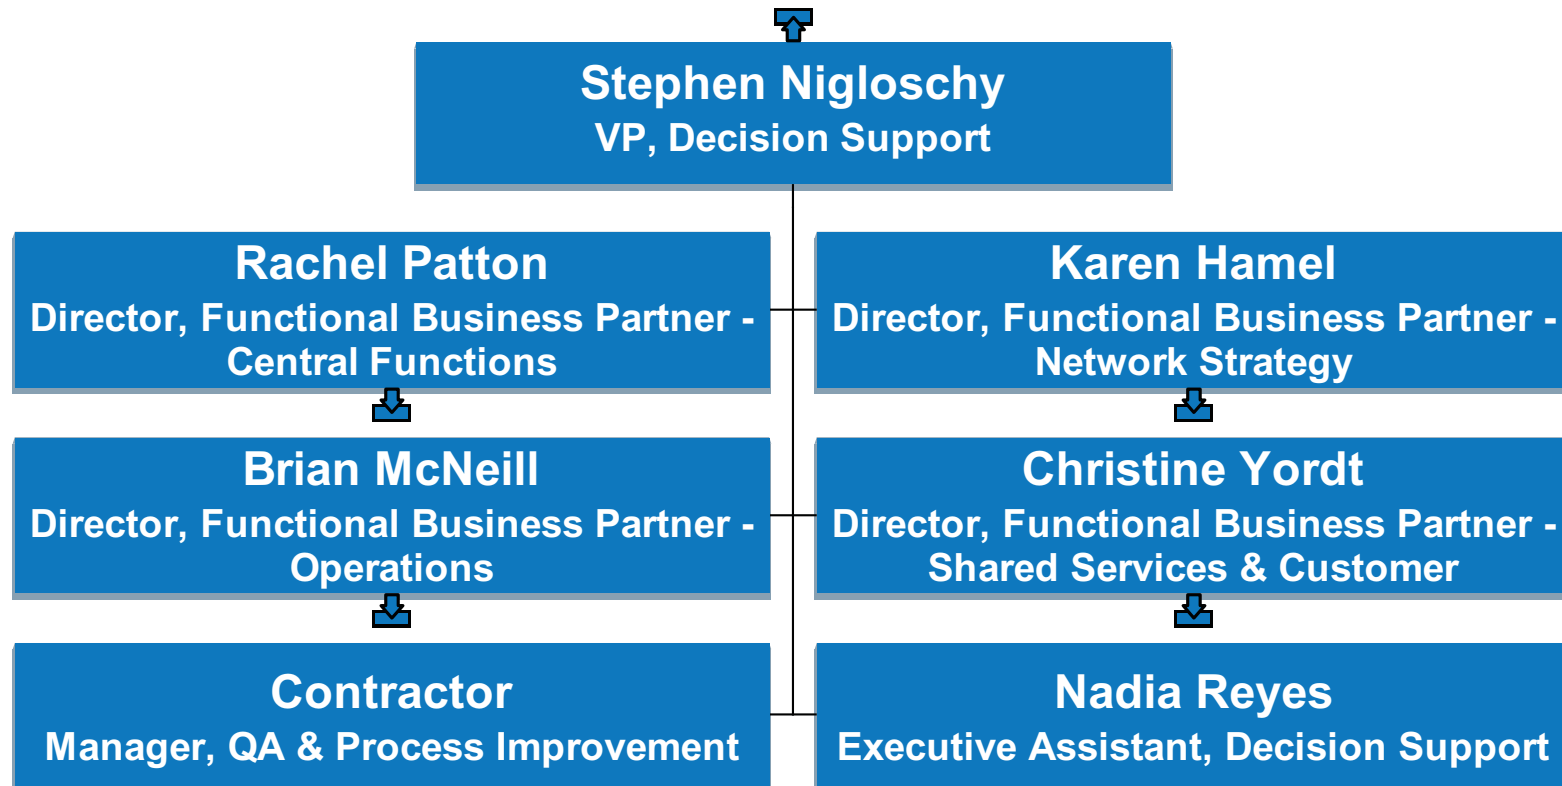 Stephen Nigloschy
VP, Decision Support
Rachel Patton
Director, Functional Business Partner -
Central Functions
Karen Hamel
Director, Functional Business Partner -
Network Strategy
Brian McNeill
Director, Functional Business Partner -
Operations
Christine Yordt
Director, Functional Business Partner -
Shared Services & Customer
Contractor
Manager, QA & Process Improvement
Nadia Reyes
Executive Assistant, Decision Support